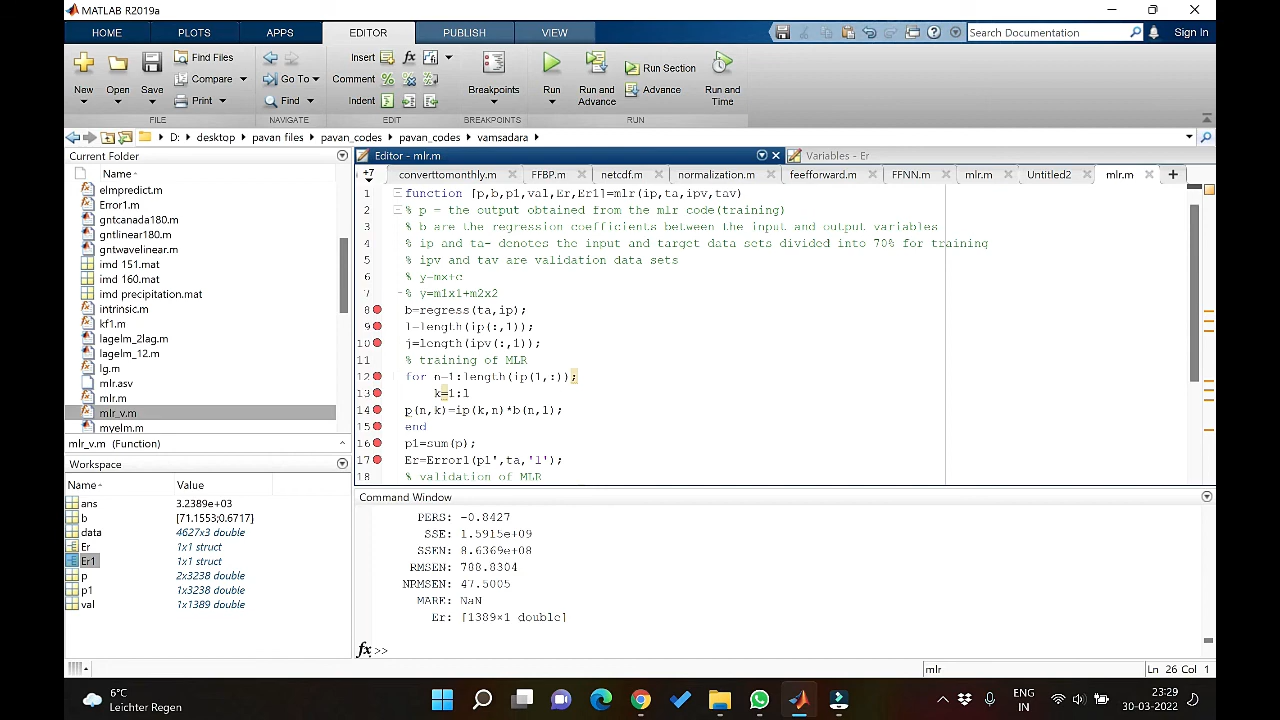 MATLAB R2019a
HOME PLOTS APPS EDITOR PUBLISH VIEW Search Documentation Sign In
New Open Save Find Files Compare Print Go To Find Insert fx Comment % Indent Breakpoints Run Run and Advance Run Section Advance Run and Time
FILE NAVIGATE EDIT BREAKPOINTS RUN
D: desktop pavan files pavan_codes pavan_codes vamsadara
Current Folder
Name
elmpredict.m
Error1.m
gntcanada180.m
gntlinear180.m
gntwavelinear.m
imd 151.mat
imd 160.mat
imd precipitation.mat
intrinsic.m
kf1.m
lagelm_2lag.m
lagelm_12.m
lg.m
mlr.asv
mlr.m
mlr_v.m
myelm.m
mlr_v.m (Function)
Workspace
Name Value
ans 3.2389e+03
b [71.1553;0.6717]
data 4627x3 double
Er 1x1 struct
Er1 1x1 struct
p 2x3238 double
p1 1x3238 double
val 1x1389 double
Editor - mlr.m Variables - Er
+7 converttomonthly.m FFBP.m netcdf.m normalization.m feefforward.m FFNN.m mlr.m Untitled2 mlr.m
1 function [p,b,p1,val,Er,Er1]=mlr(ip,ta,ipv,tav)
2 % p = the output obtained from the mlr code(training)
3 % b are the regression coefficients between the input and output variables
4 % ip and ta- denotes the input and target data sets divided into 70% for training
5 % ipv and tav are validation data sets
6 % y=mx+c
7 % y=m1x1+m2x2
8 b=regress(ta,ip);
9 l=length(ip(:,1));
10 j=length(ipv(:,1));
11 % training of MLR
12 for n=1:length(ip(1,:));
13 k=1:l
14 p(n,k)=ip(k,n)*b(n,1);
15 end
16 p1=sum(p);
17 Er=Error1(p1',ta,'1');
18 % validation of MLR
Command Window
PERS: -0.8427
SSE: 1.5915e+09
SSEN: 8.6369e+08
RMSEN: 788.8304
NRMSEN: 47.5005
MARE: NaN
Er: [1389×1 double]
fx >>
mlr Ln 26 Col 1
6°C
Leichter Regen
ENG
IN
23:29
30-03-2022